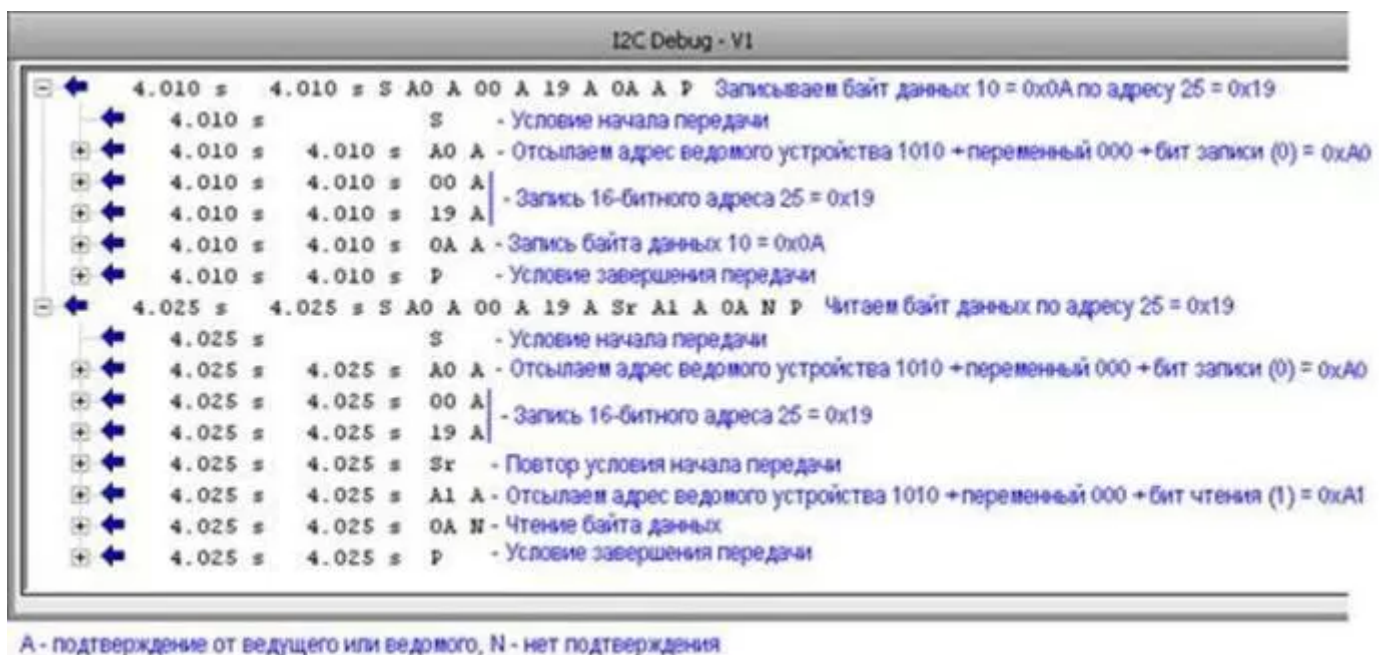 I2C Debug - V1
4.010 s 4.010 s S A0 A 00 A 19 A 0A A P Записываем байт данных 10 = 0x0A по адресу 25 = 0x19
4.010 s S - Условие начала передачи
4.010 s 4.010 s A0 A - Отсылаем адрес ведомого устройства 1010 + переменный 000 + бит записи (0) = 0xA0
4.010 s 4.010 s 00 A
- Запись 16-битного адреса 25 = 0x19
4.010 s 4.010 s 19 A
4.010 s 4.010 s 0A A - Запись байта данных 10 = 0x0A
4.010 s 4.010 s P - Условие завершения передачи
4.025 s 4.025 s S A0 A 00 A 19 A Sr A1 A 0A N P Читаем байт данных по адресу 25 = 0x19
4.025 s S - Условие начала передачи
4.025 s 4.025 s A0 A - Отсылаем адрес ведомого устройства 1010 + переменный 000 + бит записи (0) = 0xA0
4.025 s 4.025 s 00 A
- Запись 16-битного адреса 25 = 0x19
4.025 s 4.025 s 19 A
4.025 s 4.025 s Sr - Повтор условия начала передачи
4.025 s 4.025 s A1 A - Отсылаем адрес ведомого устройства 1010 + переменный 000 + бит чтения (1) = 0xA1
4.025 s 4.025 s 0A N - Чтение байта данных
4.025 s 4.025 s P - Условие завершения передачи
A - подтверждение от ведущего или ведомого, N - нет подтверждения